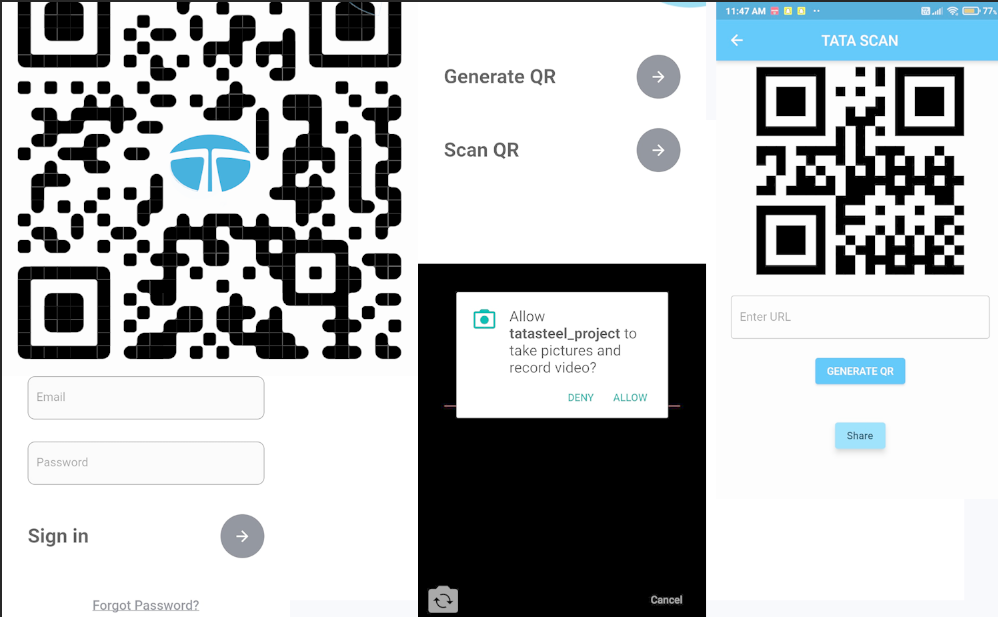 Email
Password
Sign in
Forgot Password?
Generate QR
Scan QR
Allow
tatasteel_project to
take pictures and
record video?
DENY ALLOW
Cancel
11:47 AM 77%
TATA SCAN
Enter URL
GENERATE QR
Share